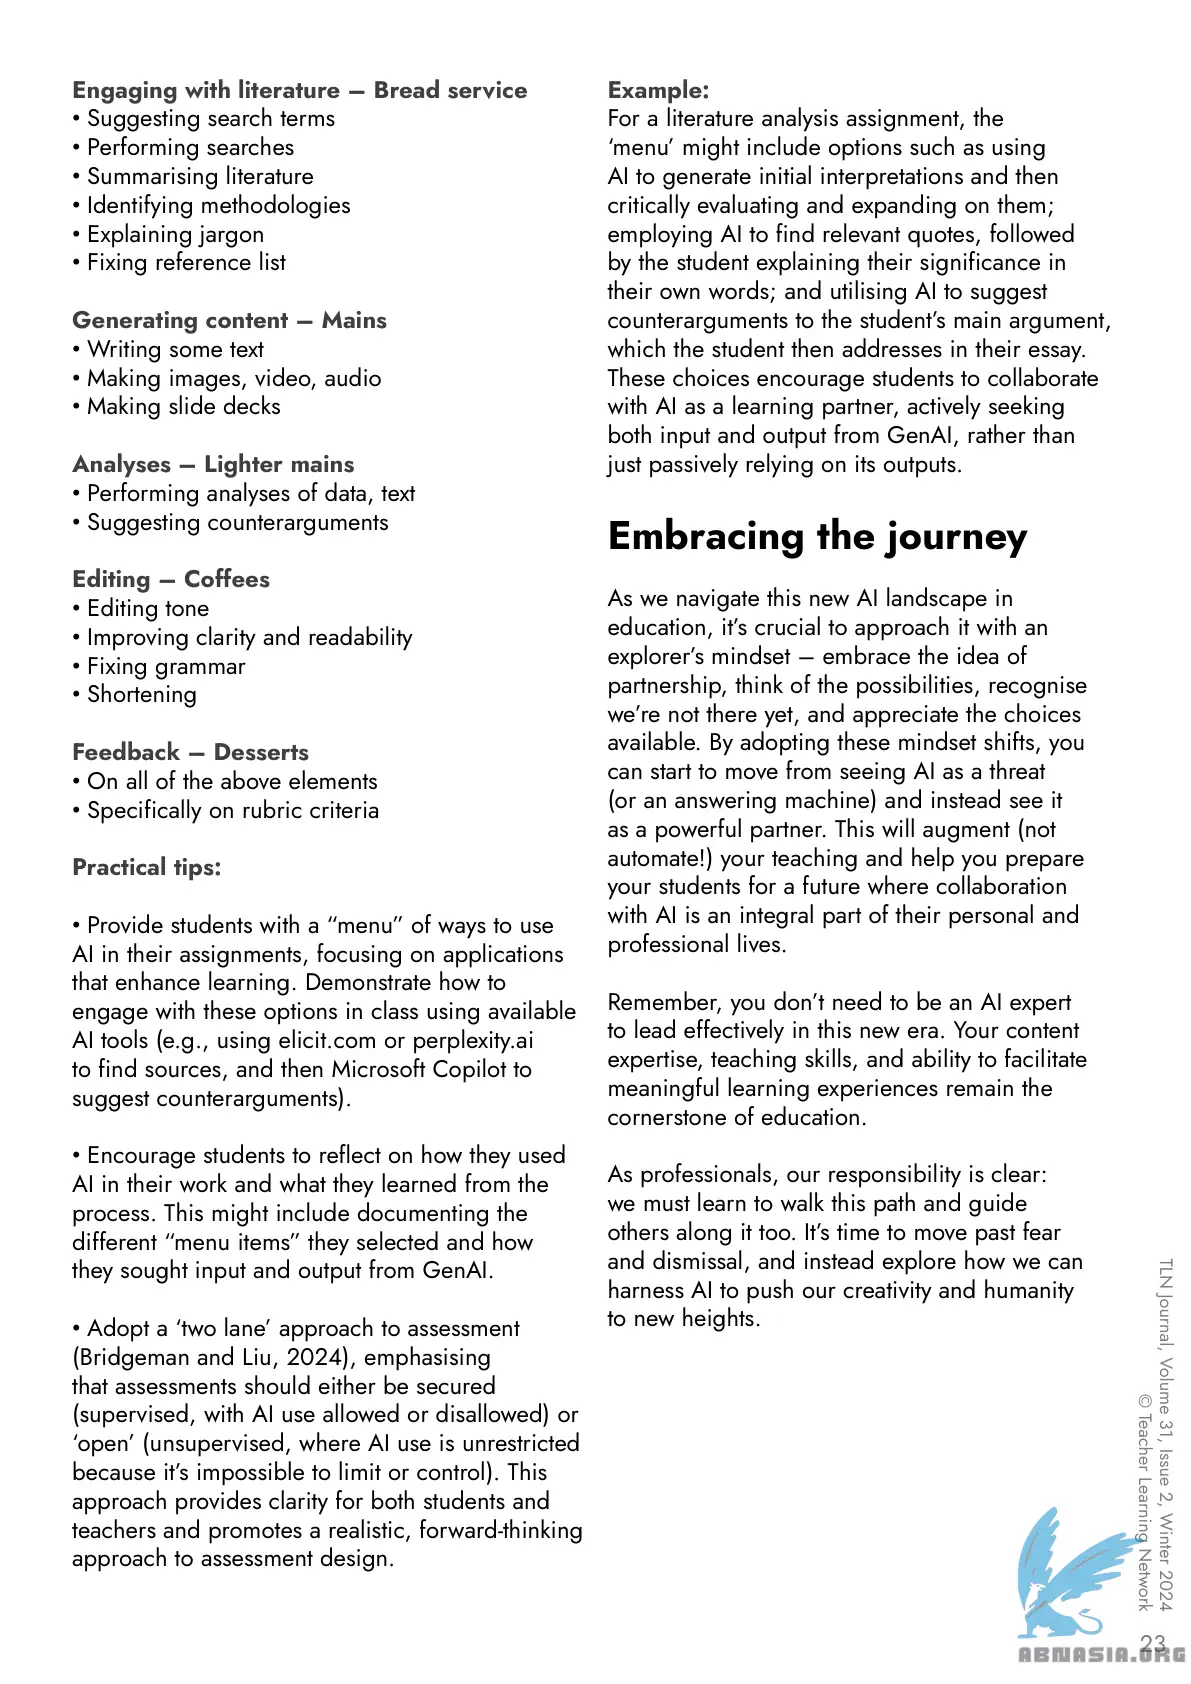 Engaging with literature – Bread service
• Suggesting search terms
• Performing searches
• Summarising literature
• Identifying methodologies
• Explaining jargon
• Fixing reference list
Generating content – Mains
• Writing some text
• Making images, video, audio
• Making slide decks
Analyses – Lighter mains
• Performing analyses of data, text
• Suggesting counterarguments
Editing – Coffees
• Editing tone
• Improving clarity and readability
• Fixing grammar
• Shortening
Feedback – Desserts
• On all of the above elements
• Specifically on rubric criteria
Practical tips:
• Provide students with a “menu” of ways to use
AI in their assignments, focusing on applications
that enhance learning. Demonstrate how to
engage with these options in class using available
AI tools (e.g., using elicit.com or perplexity.ai
to find sources, and then Microsoft Copilot to
suggest counterarguments).
• Encourage students to reflect on how they used
AI in their work and what they learned from the
process. This might include documenting the
different “menu items” they selected and how
they sought input and output from GenAI.
• Adopt a ‘two lane’ approach to assessment
(Bridgeman and Liu, 2024), emphasising
that assessments should either be secured
(supervised, with AI use allowed or disallowed) or
‘open’ (unsupervised, where AI use is unrestricted
because it’s impossible to limit or control). This
approach provides clarity for both students and
teachers and promotes a realistic, forward-thinking
approach to assessment design.
Example:
For a literature analysis assignment, the
‘menu’ might include options such as using
AI to generate initial interpretations and then
critically evaluating and expanding on them;
employing AI to find relevant quotes, followed
by the student explaining their significance in
their own words; and utilising AI to suggest
counterarguments to the student’s main argument,
which the student then addresses in their essay.
These choices encourage students to collaborate
with AI as a learning partner, actively seeking
both input and output from GenAI, rather than
just passively relying on its outputs.
Embracing the journey
As we navigate this new AI landscape in
education, it’s crucial to approach it with an
explorer’s mindset – embrace the idea of
partnership, think of the possibilities, recognise
we’re not there yet, and appreciate the choices
available. By adopting these mindset shifts, you
can start to move from seeing AI as a threat
(or an answering machine) and instead see it
as a powerful partner. This will augment (not
automate!) your teaching and help you prepare
your students for a future where collaboration
with AI is an integral part of their personal and
professional lives.
Remember, you don’t need to be an AI expert
to lead effectively in this new era. Your content
expertise, teaching skills, and ability to facilitate
meaningful learning experiences remain the
cornerstone of education.
As professionals, our responsibility is clear:
we must learn to walk this path and guide
others along it too. It’s time to move past fear
and dismissal, and instead explore how we can
harness AI to push our creativity and humanity
to new heights.
TLN Journal, Volume 31, Issue 2, Winter 2024
© Teacher Learning Network
23
ABNASIA.ORG